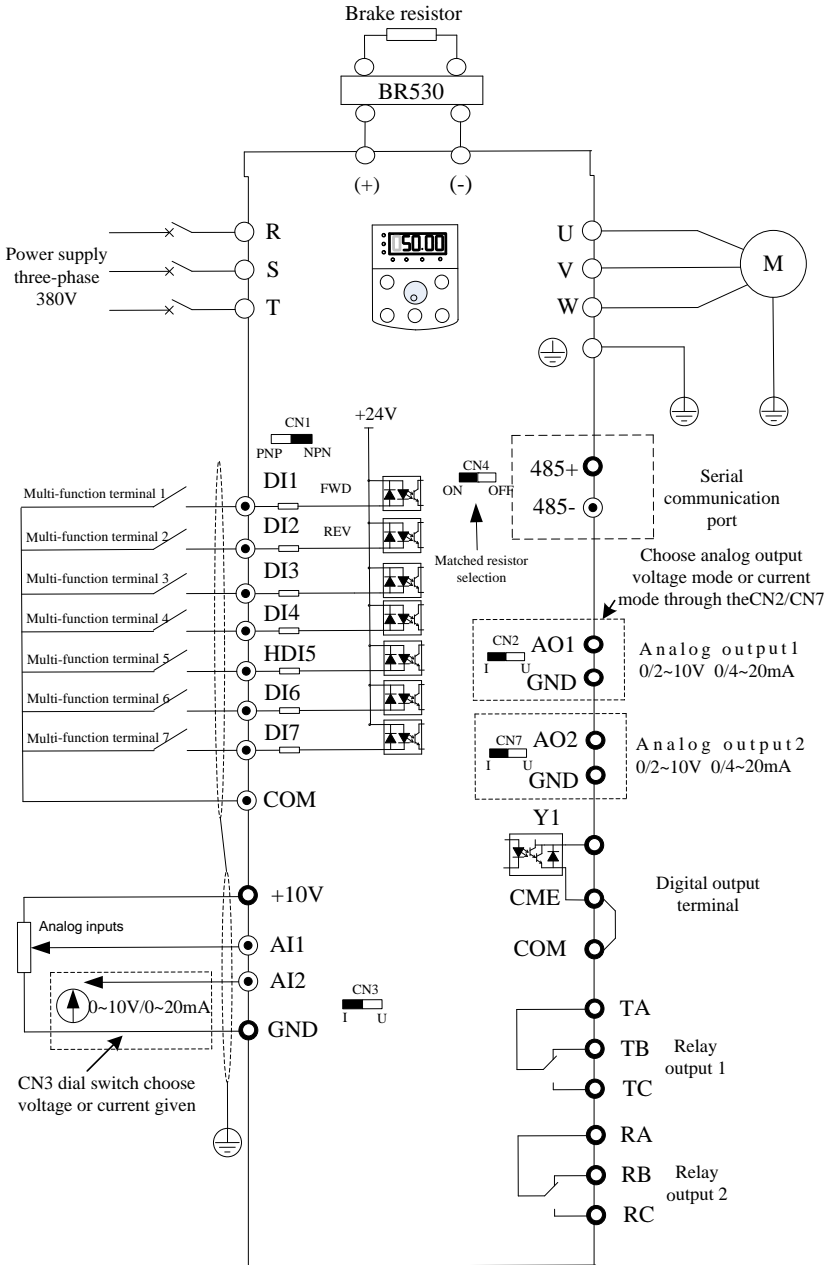 Brake resistor
BR530
(+)
(-)
R
S
T
Power supply
three-phase
380V
50.00
U
V
W
M
CN1
PNP
NPN
+24V
CN4
ON
OFF
Matched resistor
selection
485+
485-
Serial
communication
port
Multi-function terminal 1
DI1
FWD
Multi-function terminal 2
DI2
REV
Multi-function terminal 3
DI3
Multi-function terminal 4
DI4
Multi-function terminal 5
HDI5
Multi-function terminal 6
DI6
Multi-function terminal 7
DI7
COM
Choose analog output
voltage mode or current
mode through theCN2/CN7
CN2
I
U
AO1
GND
Analog output1
0/2~10V 0/4~20mA
CN7
I
U
AO2
GND
Analog output2
0/2~10V 0/4~20mA
Y1
CME
COM
Digital output
terminal
+10V
Analog inputs
AI1
AI2
0~10V/0~20mA
GND
CN3
I
U
CN3 dial switch choose
voltage or current given
TA
TB
TC
Relay
output 1
RA
RB
RC
Relay
output 2